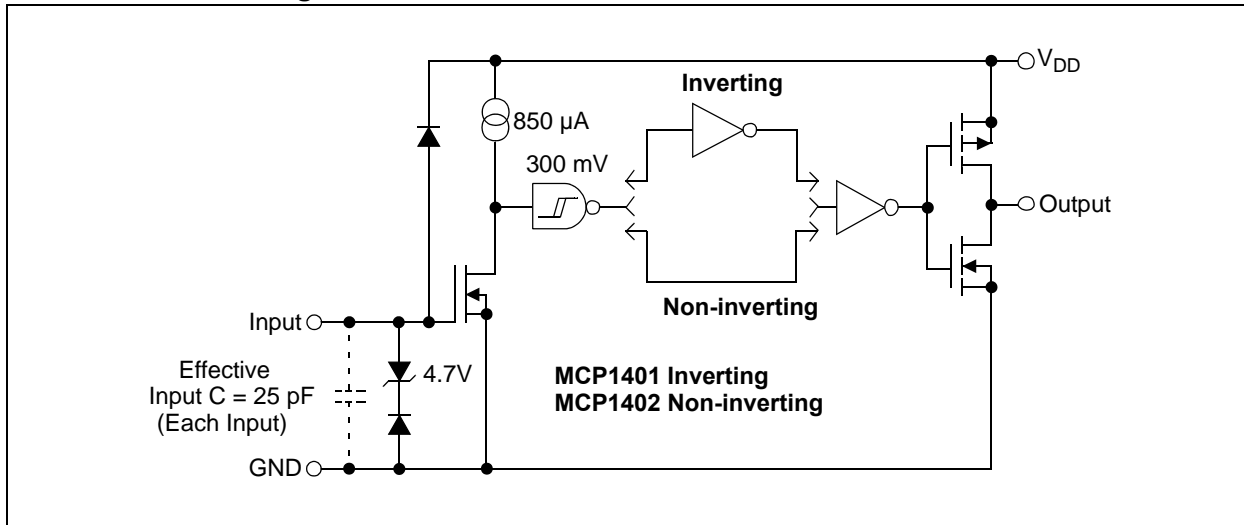 V_DD
Inverting
850 µA
300 mV
Output
Non-inverting
Input
Effective
Input C = 25 pF
(Each Input)
4.7V
MCP1401 Inverting
MCP1402 Non-inverting
GND